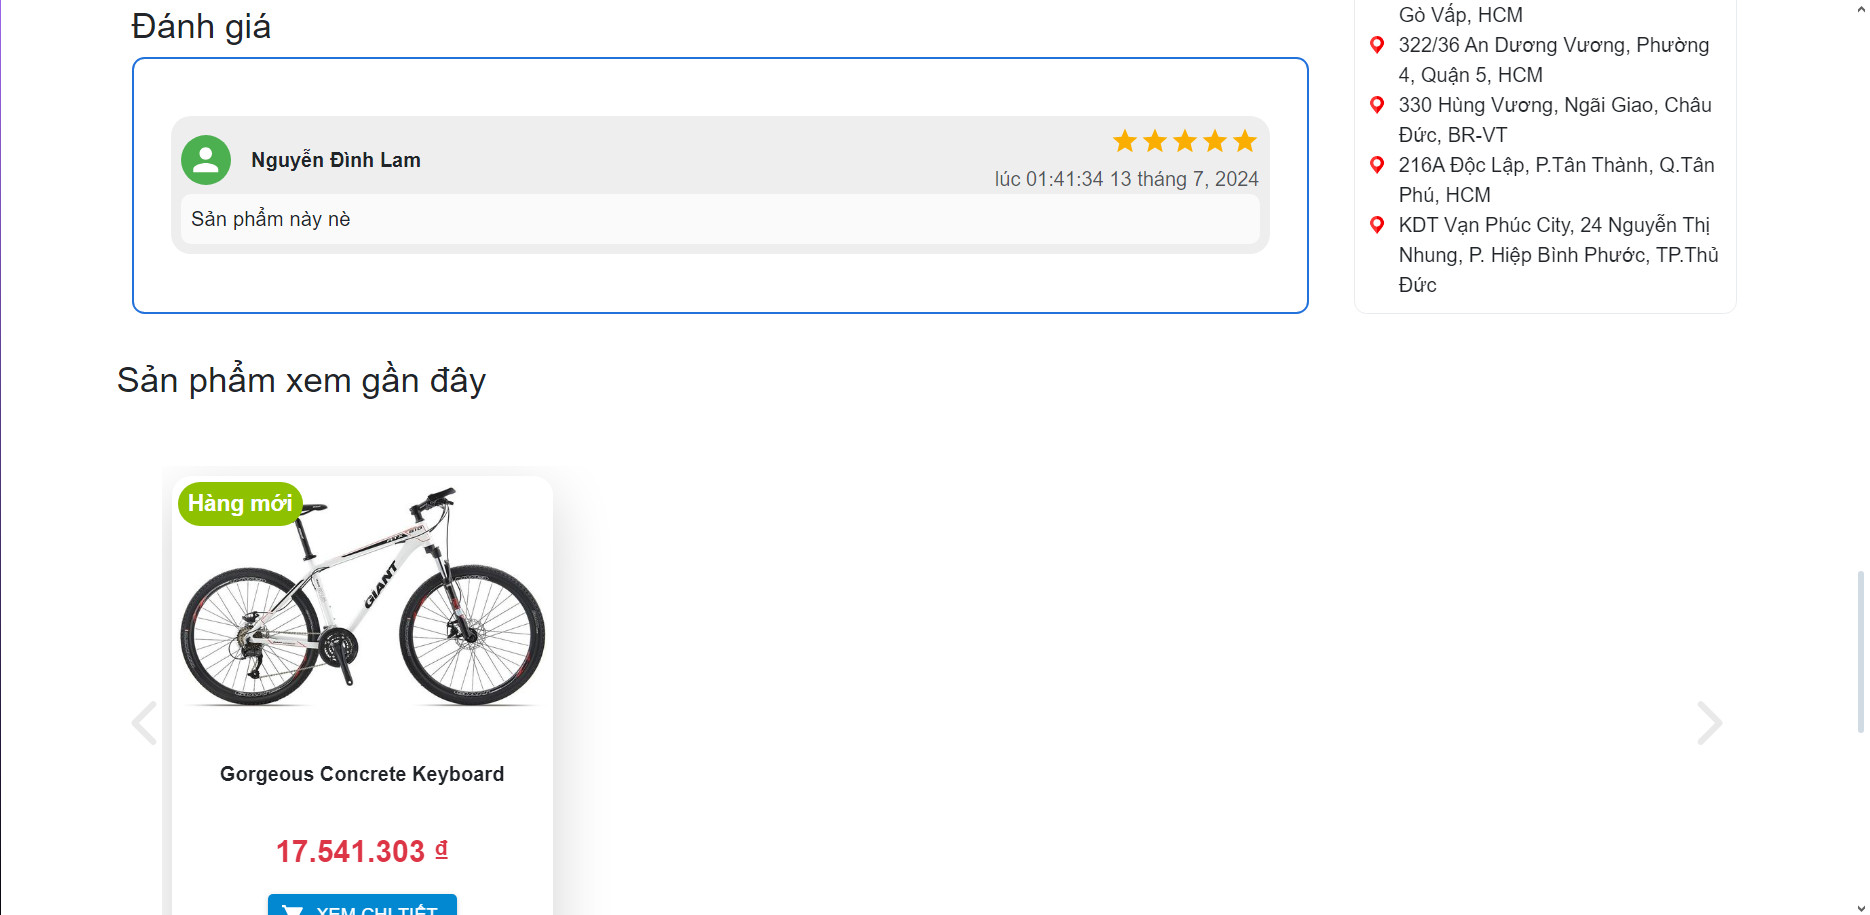 Đánh giá
Nguyễn Đình Lam
lúc 01:41:34 13 tháng 7, 2024
Sản phẩm này nè
Gò Vấp, HCM
322/36 An Dương Vương, Phường
4, Quận 5, HCM
330 Hùng Vương, Ngãi Giao, Châu
Đức, BR-VT
216A Độc Lập, P.Tân Thành, Q.Tân
Phú, HCM
KDT Vạn Phúc City, 24 Nguyễn Thị
Nhung, P. Hiệp Bình Phước, TP.Thủ
Đức
Sản phẩm xem gần đây
Hàng mới
GIANT
Gorgeous Concrete Keyboard
17.541.303 ₫
XEM CHI TIẾT